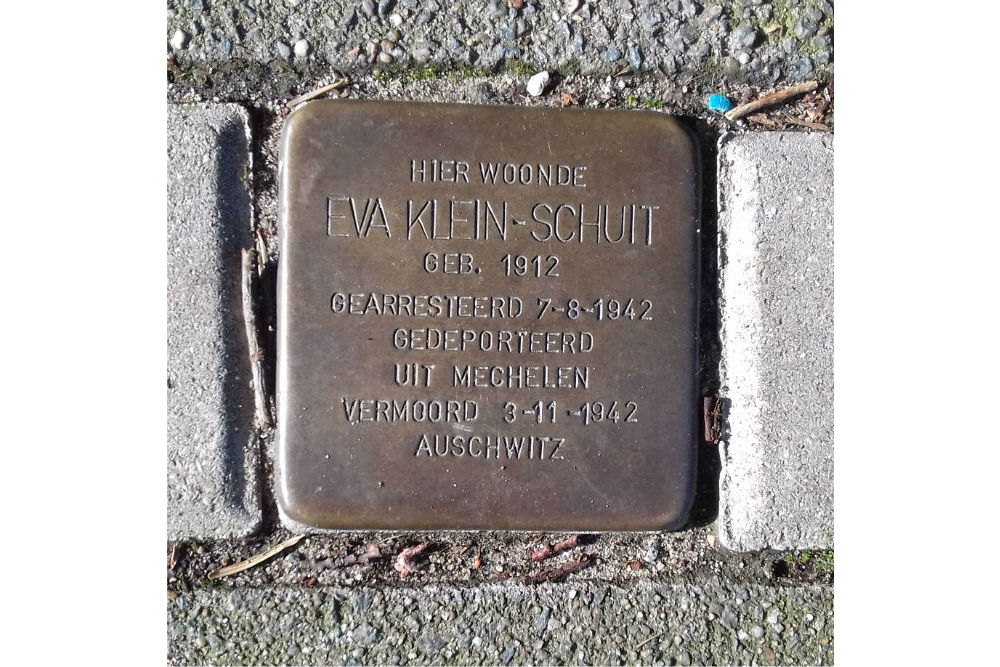 HIER WOONDE
EVA KLEIN-SCHUIT
GEB. 1912
GEARRESTEERD 7-8-1942
GEDEPORTEERD
UIT MECHELEN
VERMOORD 3-11-1942
AUSCHWITZ